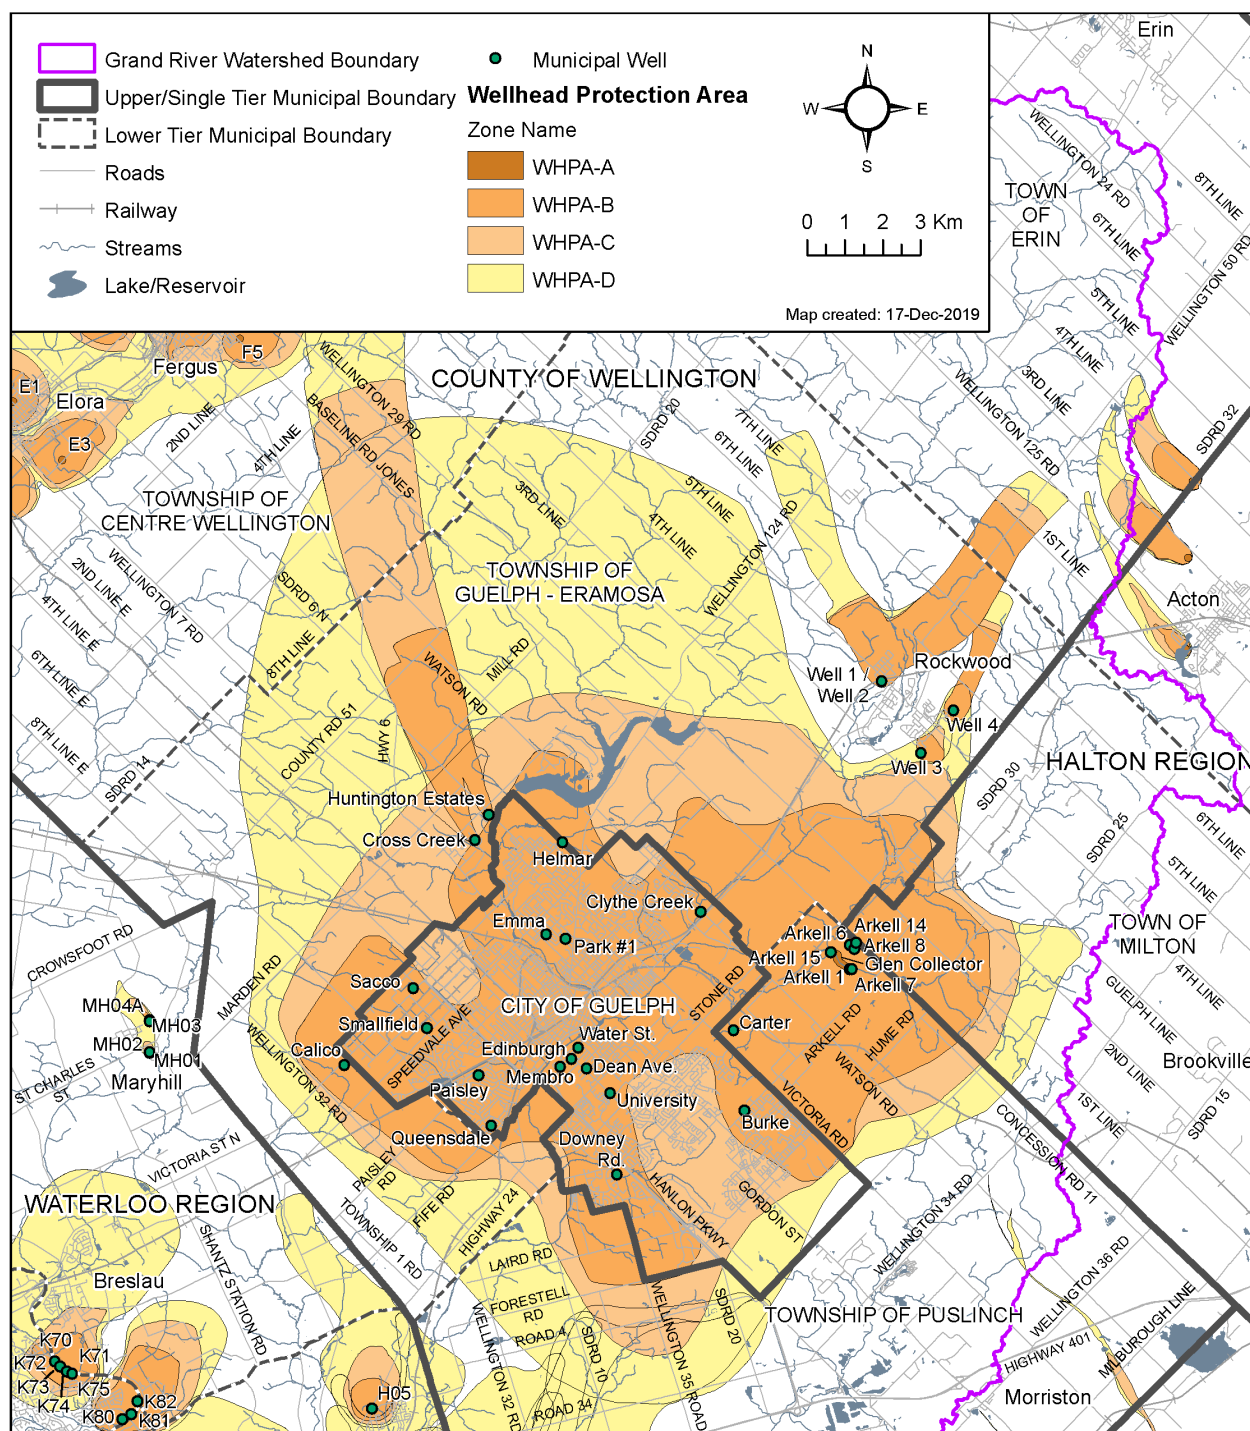 Grand River Watershed Boundary
Upper/Single Tier Municipal Boundary
Lower Tier Municipal Boundary
Roads
Railway
Streams
Lake/Reservoir
Municipal Well
Wellhead Protection Area
Zone Name
WHPA-A
WHPA-B
WHPA-C
WHPA-D
N
W
E
S
0 1 2 3 Km
Map created: 17-Dec-2019
Erin
WELLINGTON 24 RD
8TH LINE
TOWN
OF
ERIN
6TH LINE
WELLINGTON 50 RD
5TH LINE
4TH LINE
3RD LINE
WELLINGTON 125 RD
SDRD 32
F5
Fergus
E1
Elora
E3
2ND LINE
4TH LINE
WELLINGTON 29 RD
BASELINE RD JONES
COUNTY OF WELLINGTON
SDRD 20
7TH LINE
6TH LINE
5TH LINE
4TH LINE
3RD LINE
WELLINGTON 124 RD
1ST LINE
TOWNSHIP OF
CENTRE WELLINGTON
WELLINGTON 7 RD
2ND LINE E
4TH LINE E
6TH LINE E
8TH LINE E
SDRD 14
SDRD 6 N
8TH LINE
TOWNSHIP OF
GUELPH - ERAMOSA
MILL RD
WATSON RD
COUNTY RD 51
HWY 6
Acton
Rockwood
Well 1 /
Well 2
Well 4
Well 3
HALTON REGION
SDRD 30
SDRD 25
6TH LINE
5TH LINE
Huntington Estates
Cross Creek
Helmar
Clythe Creek
Emma
Park #1
Arkell 14
Arkell 6
Arkell 8
Arkell 15
Glen Collector
Arkell 1
Arkell 7
TOWN OF
MILTON
4TH LINE
GUELPH LINE
2ND LINE
1ST LINE
Brookville
SDRD 15
CROWSFOOT RD
MARDEN RD
Sacco
CITY OF GUELPH
STONE RD
Smallfield
SPEEDVALE AVE
Water St.
Carter
ARKELL RD
HUME RD
WATSON RD
MH04A
MH03
MH02
MH01
Maryhill
ST CHARLES
ST
WELLINGTON 32 RD
Calico
Edinburgh
Membro
Dean Ave.
Paisley
University
VICTORIA RD
Burke
Queensdale
Downey
Rd.
CONCESSION RD 11
VICTORIA ST N
PAISLEY
RD
FIFE RD
HIGHWAY 24
HANLON PKWY
GORDON ST
WELLINGTON 34 RD
WATERLOO REGION
SHANTZ STATION RD
TOWNSHIP 1 RD
LAIRD RD
FORESTELL
RD
ROAD 4
SDRD 10
ROAD 34
WELLINGTON 32 RD
WELLINGTON 35 ROAD
SDRD 20
TOWNSHIP OF PUSLINCH
WELLINGTON 36 RD
HIGHWAY 401
MILBUROUGH LINE
Morriston
Breslau
K70
K72
K71
K73
K75
K74
K82
K80
K81
H05